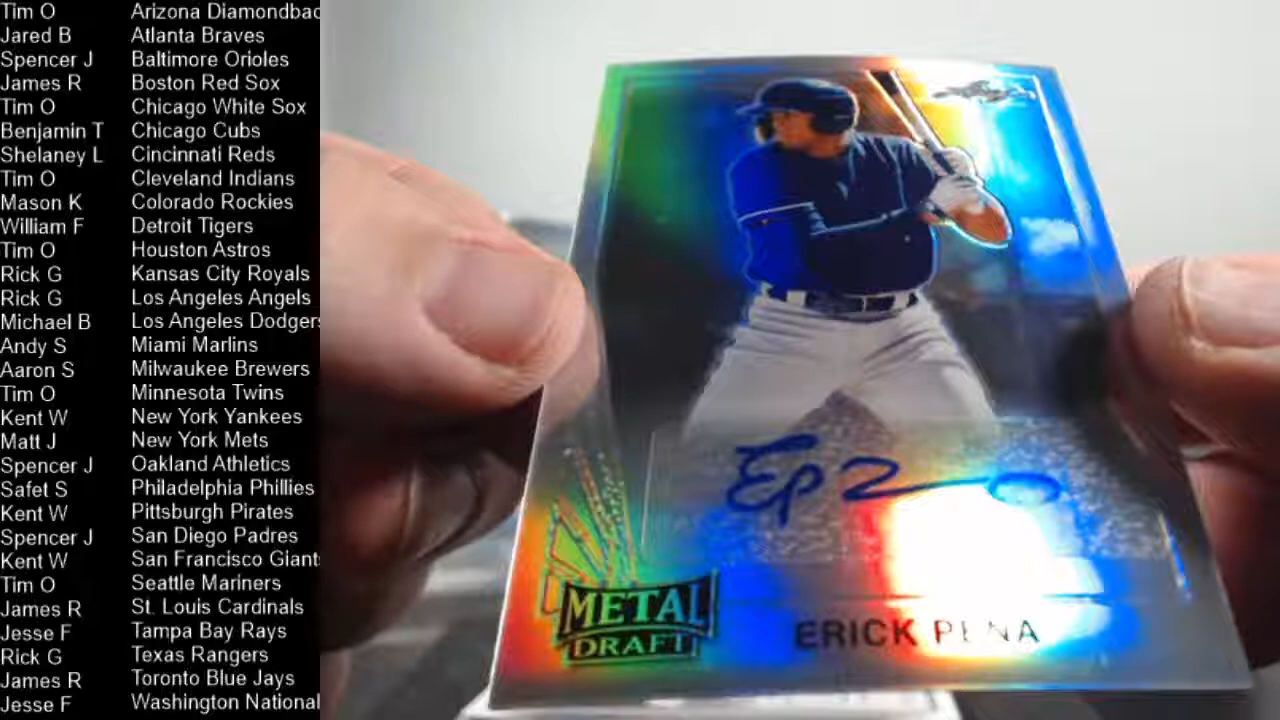 Tim O Arizona Diamondbac
Jared B Atlanta Braves
Spencer J Baltimore Orioles
James R Boston Red Sox
Tim O Chicago White Sox
Benjamin T Chicago Cubs
Shelaney L Cincinnati Reds
Tim O Cleveland Indians
Mason K Colorado Rockies
William F Detroit Tigers
Tim O Houston Astros
Rick G Kansas City Royals
Rick G Los Angeles Angels
Michael B Los Angeles Dodgers
Andy S Miami Marlins
Aaron S Milwaukee Brewers
Tim O Minnesota Twins
Kent W New York Yankees
Matt J New York Mets
Spencer J Oakland Athletics
Safet S Philadelphia Phillies
Kent W Pittsburgh Pirates
Spencer J San Diego Padres
Kent W San Francisco Giants
Tim O Seattle Mariners
James R St. Louis Cardinals
Jesse F Tampa Bay Rays
Rick G Texas Rangers
James R Toronto Blue Jays
Jesse F Washington National
METAL
DRAFT
ERICK PENA